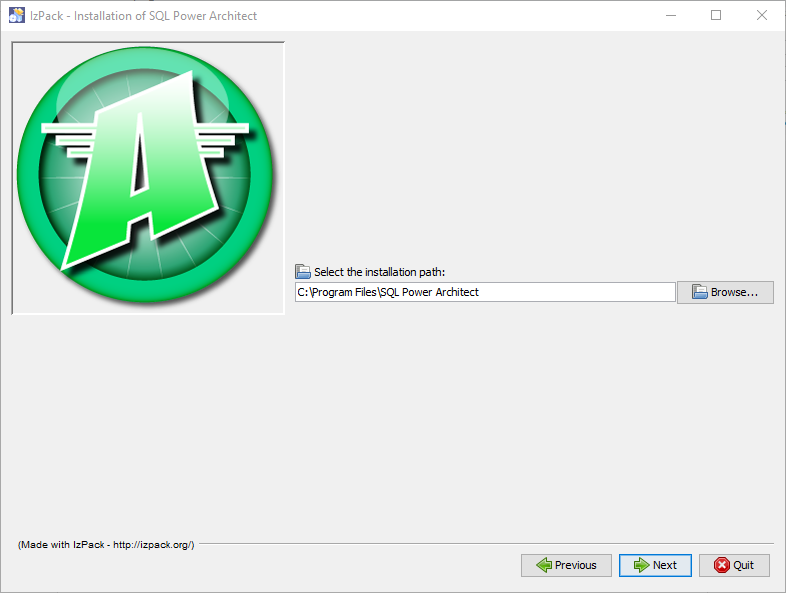 IzPack - Installation of SQL Power Architect
A
Select the installation path:
C:\Program Files\SQL Power Architect
Browse...
(Made with IzPack - http://izpack.org/)
Previous
Next
Quit